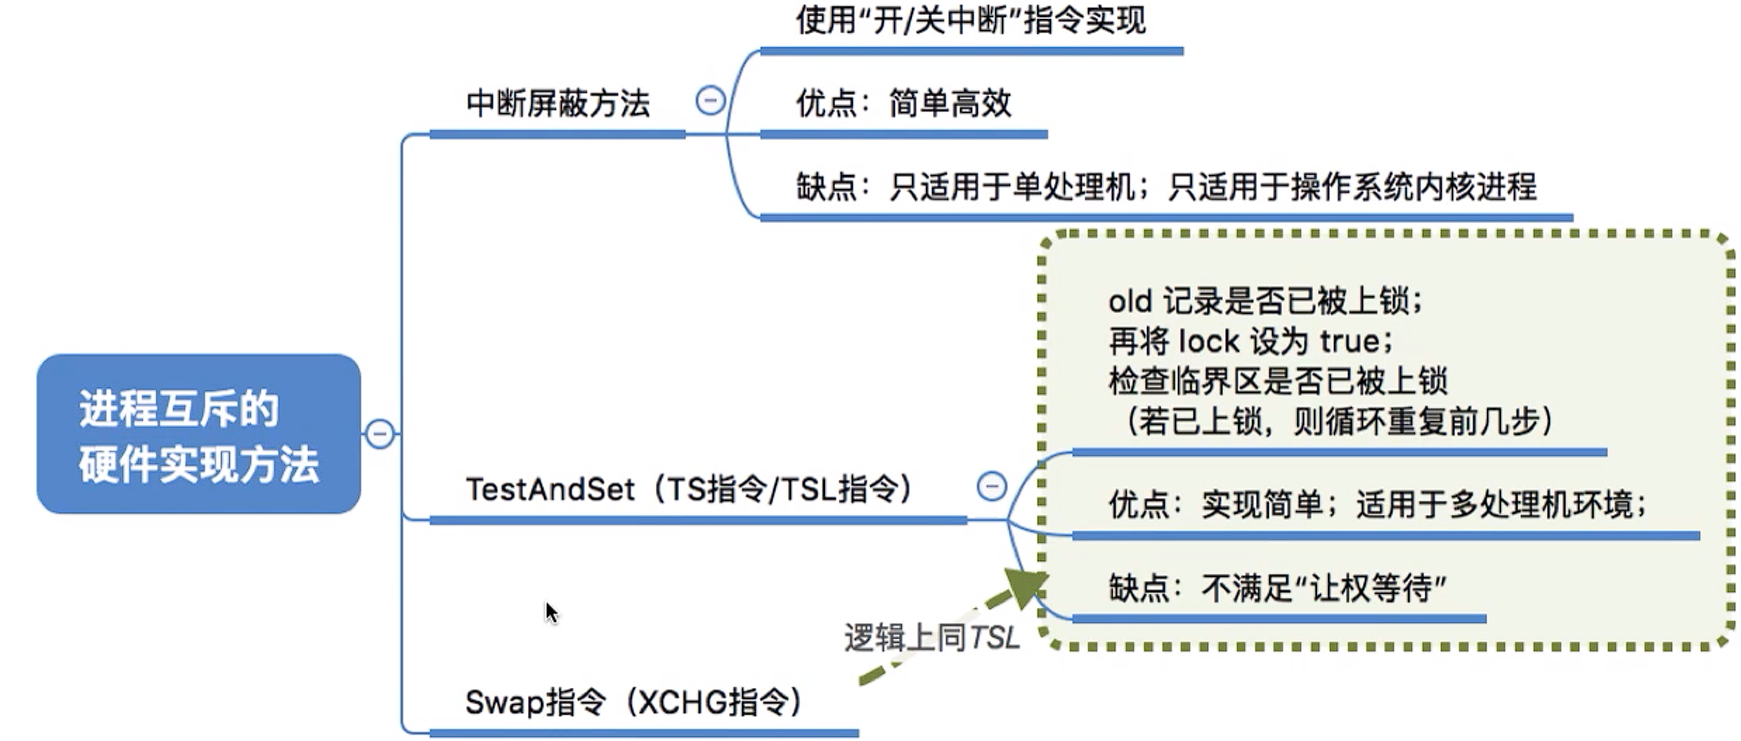 使用“开/关中断”指令实现
中断屏蔽方法
优点：简单高效
缺点：只适用于单处理机；只适用于操作系统内核进程
进程互斥的
硬件实现方法
TestAndSet（TS指令/TSL指令）
old 记录是否已被上锁；
再将 lock 设为 true；
检查临界区是否已被上锁
（若已上锁，则循环重复前几步）
优点：实现简单；适用于多处理机环境；
缺点：不满足“让权等待”
逻辑上同TSL
Swap指令（XCHG指令）